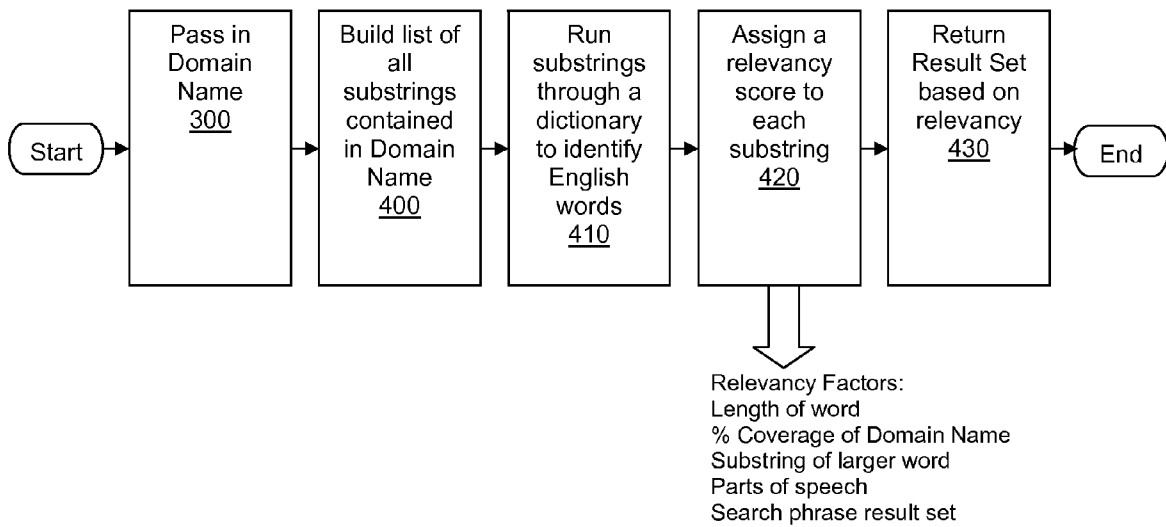 Start
Pass in
Domain
Name
300
Build list of
all
substrings
contained
in Domain
Name
400
Run
substrings
through a
dictionary
to identify
English
words
410
Assign a
relevancy
score to
each
substring
420
Return
Result Set
based on
relevancy
430
End
Relevancy Factors:
Length of word
% Coverage of Domain Name
Substring of larger word
Parts of speech
Search phrase result set